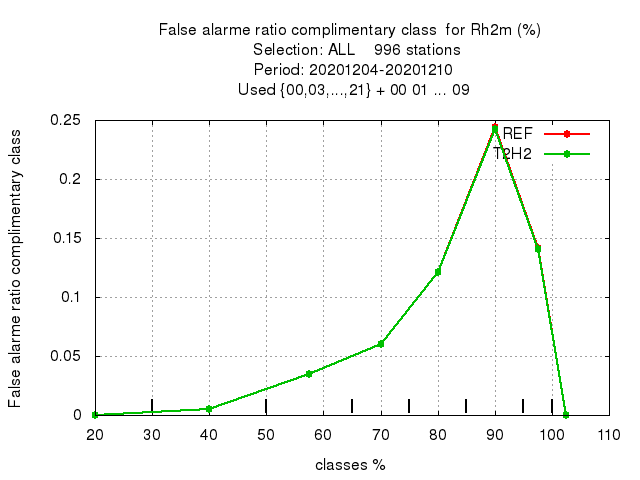 False alarme ratio complimentary class  for Rh2m (%)
Selection: ALL    996 stations
Period: 20201204-20201210
Used {00,03,...,21} + 00 01 ... 09
False alarme ratio complimentary class
0.25
0.2
0.15
0.1
0.05
0
REF
T2H2
20 30 40 50 60 70 80 90 100 110
classes %